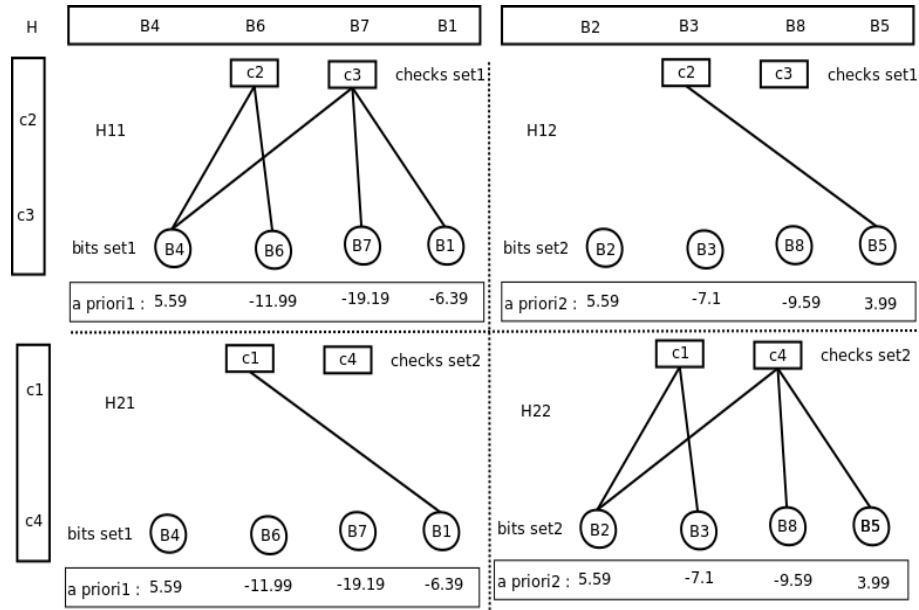 H B4 B6 B7 B1 B2 B3 B8 B5
c2 c3 checks set1 c2 c3 checks set1
c2
H11 H12
c3
bits set1 B4 B6 B7 B1 bits set2 B2 B3 B8 B5
a priori1 : 5.59 -11.99 -19.19 -6.39 a priori2 : 5.59 -7.1 -9.59 3.99
c1 c4 checks set2 c1 c4 checks set2
c1
H21 H22
c4
bits set1 B4 B6 B7 B1 bits set2 B2 B3 B8 B5
a priori1 : 5.59 -11.99 -19.19 -6.39 a priori2 : 5.59 -7.1 -9.59 3.99